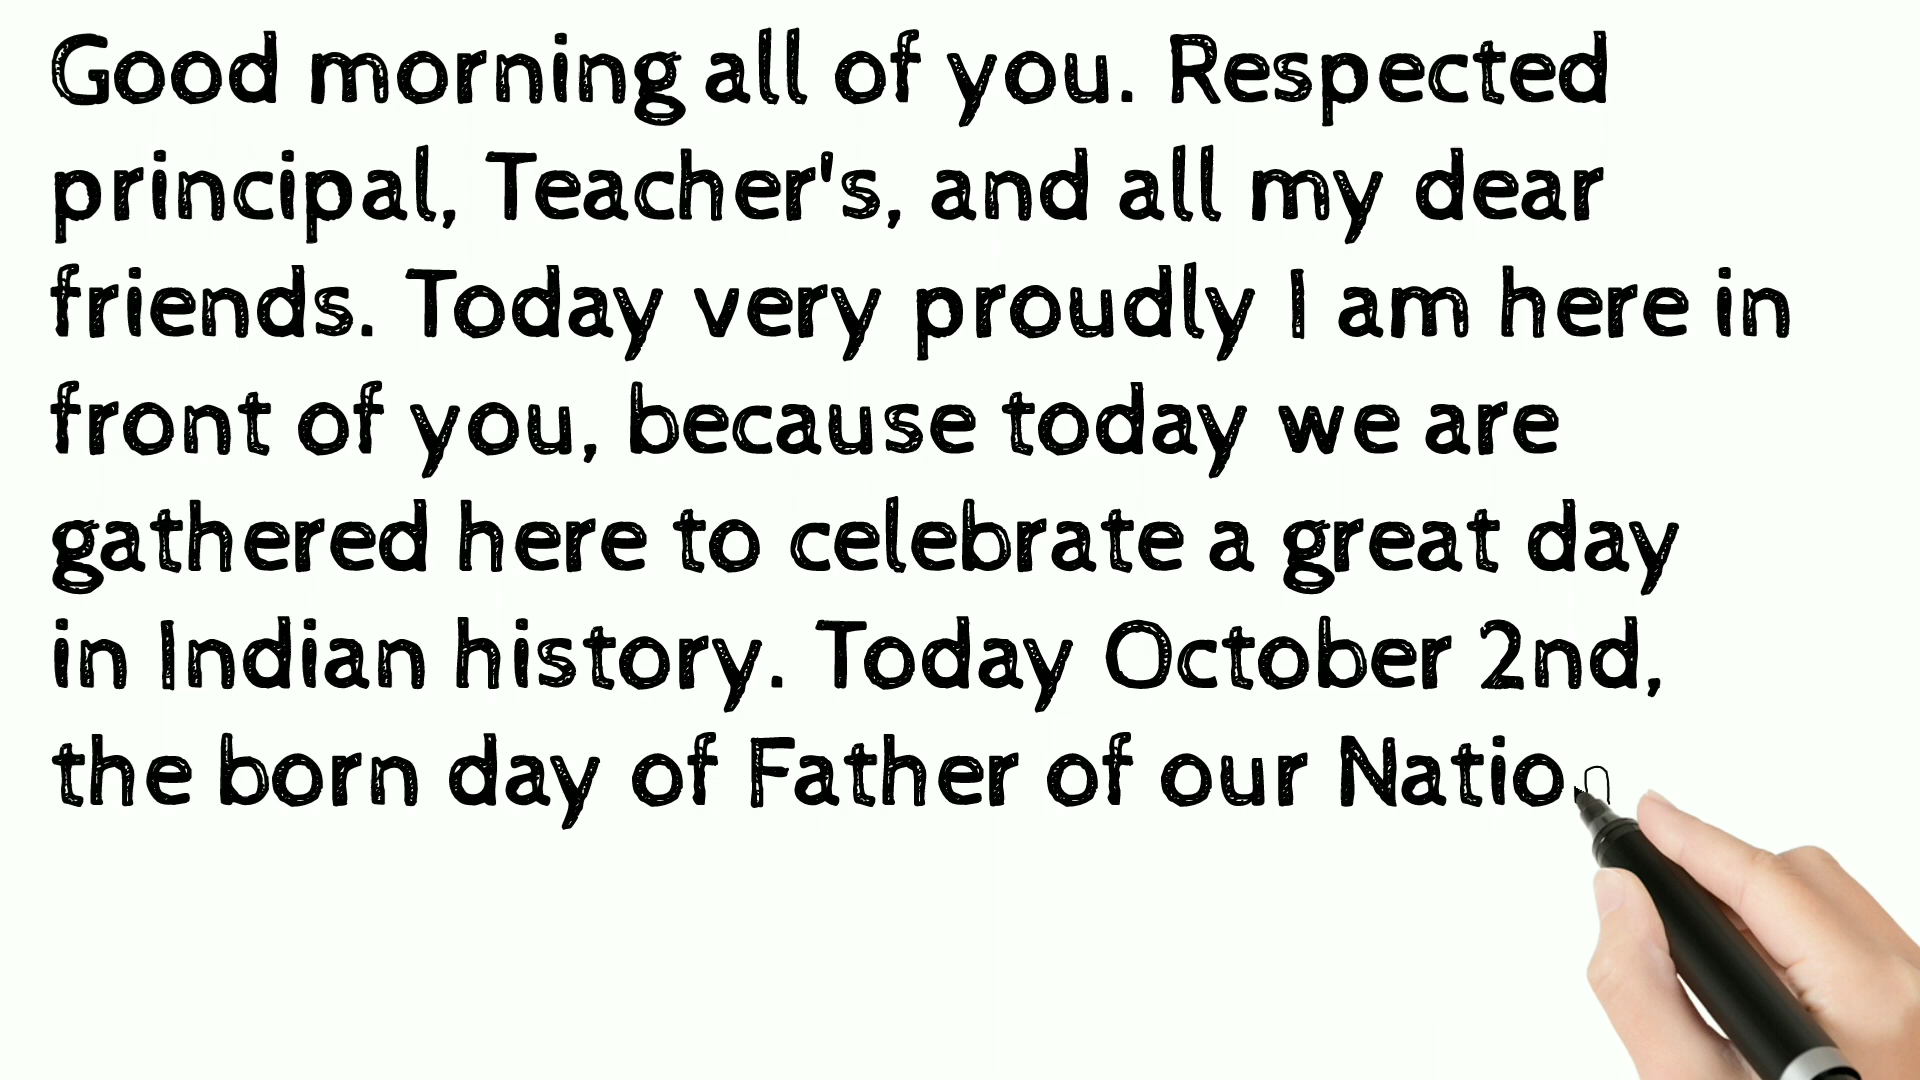 Good morning all of you. Respected
principal, Teacher's, and all my dear
friends. Today very proudly I am here in
front of you, because today we are
gathered here to celebrate a great day
in Indian history. Today October 2nd,
the born day of Father of our Natio